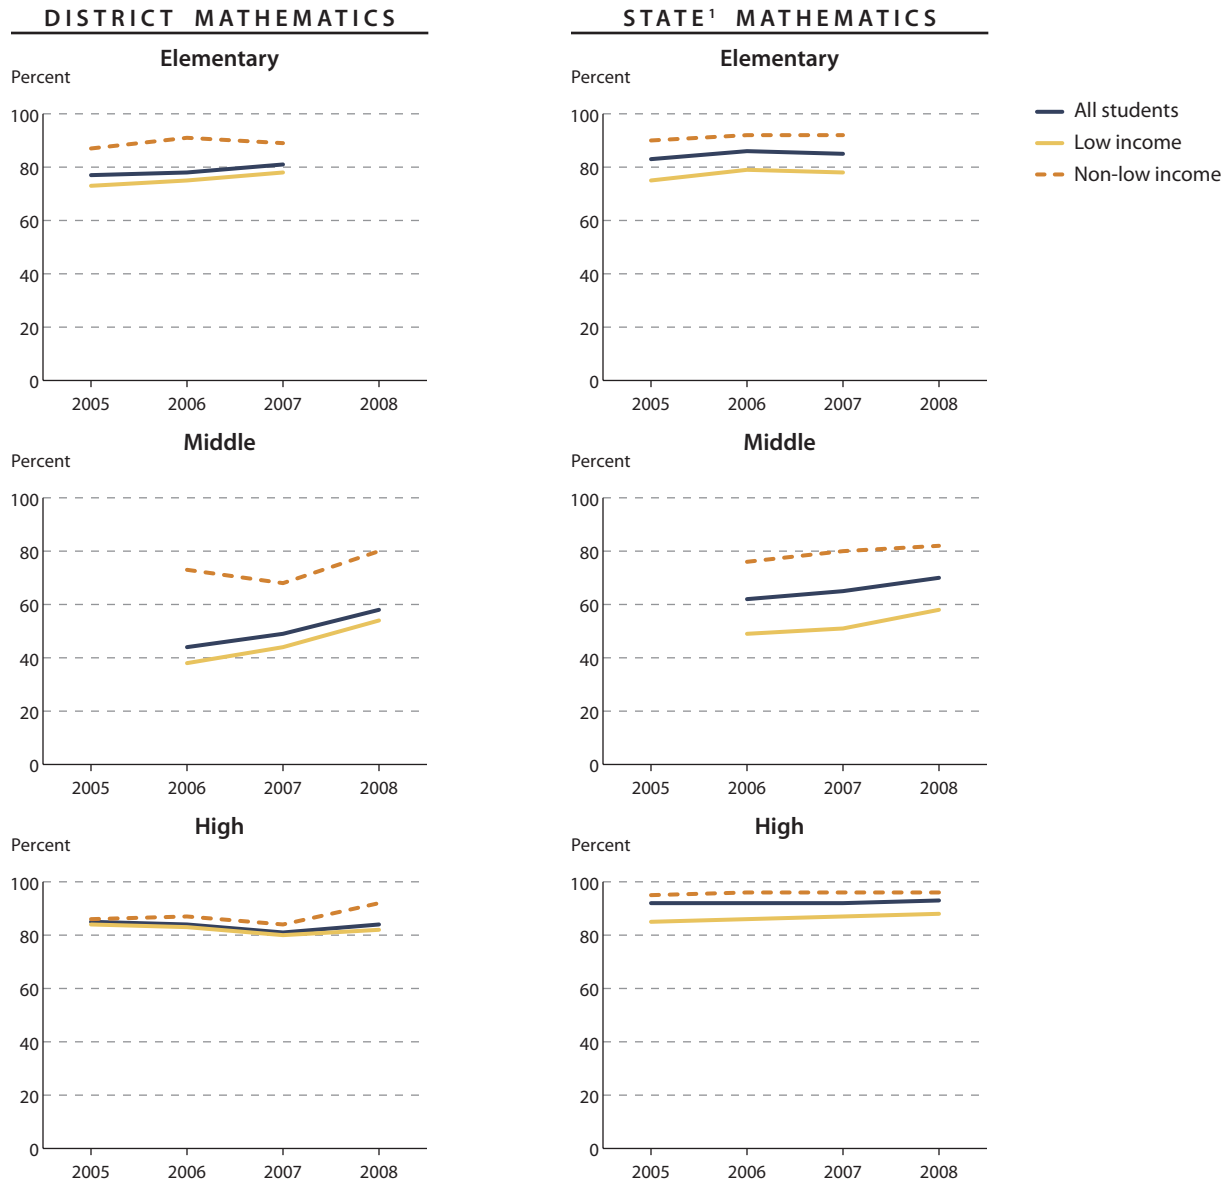 DISTRICT MATHEMATICS
Elementary
Percent
100
80
60
40
20
0
2005 2006 2007 2008
Middle
Percent
100
80
60
40
20
0
2005 2006 2007 2008
High
Percent
100
80
60
40
20
0
2005 2006 2007 2008
STATE¹ MATHEMATICS
Elementary
Percent
100
80
60
40
20
0
2005 2006 2007 2008
Middle
Percent
100
80
60
40
20
0
2005 2006 2007 2008
High
Percent
100
80
60
40
20
0
2005 2006 2007 2008
All students
Low income
Non-low income